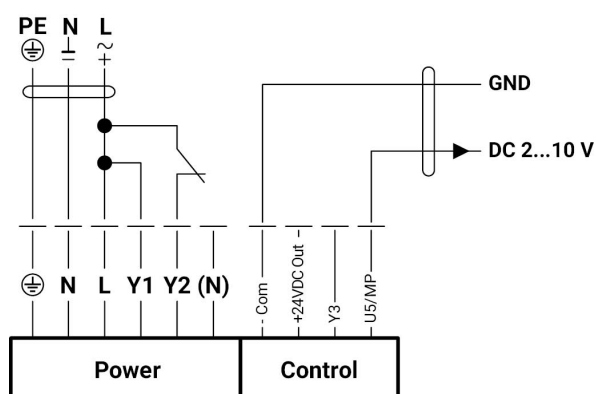 PE N L
GND
DC 2...10 V
N L Y1 Y2 (N)
- Com
+24VDC Out -
Y3
U5/MP
Power
Control